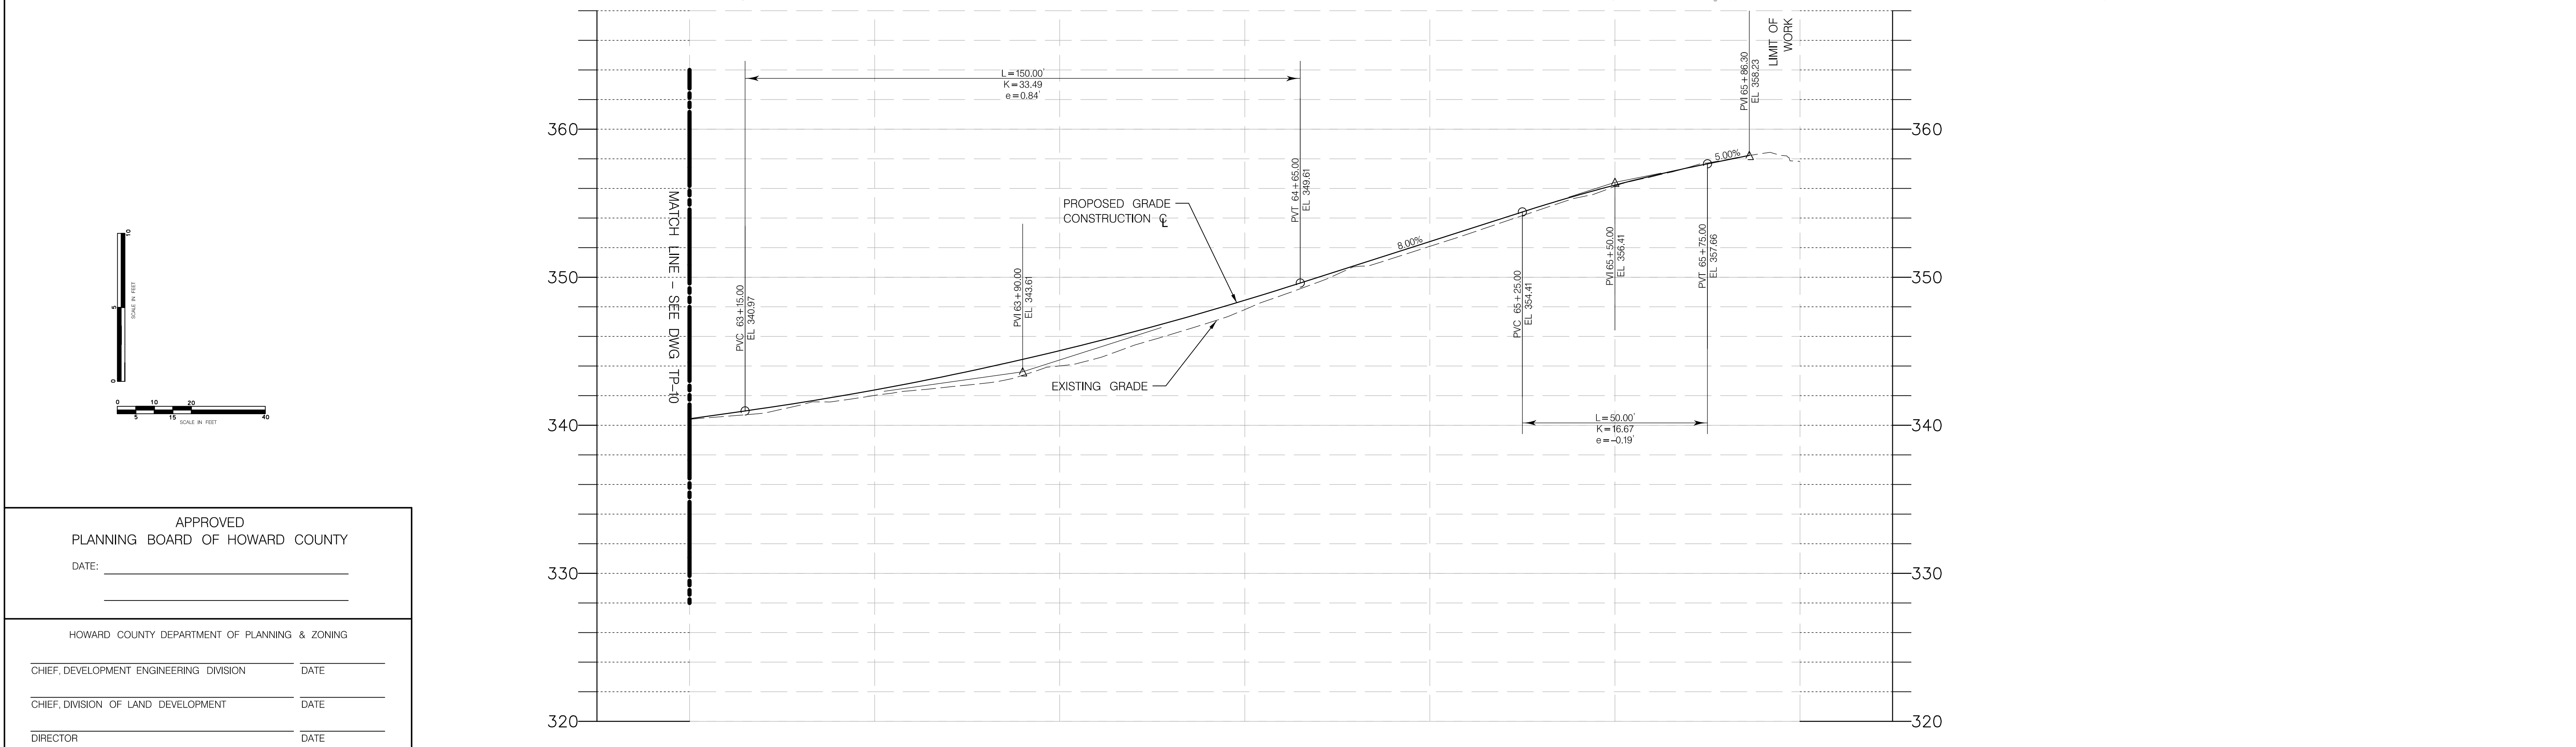 10
5
0
SCALE IN FEET
0 10 20
5 15 40
SCALE IN FEET
APPROVED
PLANNING BOARD OF HOWARD COUNTY
DATE:
HOWARD COUNTY DEPARTMENT OF PLANNING & ZONING
CHIEF, DEVELOPMENT ENGINEERING DIVISION DATE
CHIEF, DIVISION OF LAND DEVELOPMENT DATE
DIRECTOR DATE
360
350
340
330
320
MATCH LINE - SEE DWG TP-10
L=150.00'
K=33.49
e=0.84'
PVC 63+15.00
EL 340.97
PVI 63+90.00
EL 343.61
PROPOSED GRADE
CONSTRUCTION ℄
EXISTING GRADE
PVT 64+65.00
EL 349.61
8.00%
PVC 65+25.00
EL 354.41
PVI 65+50.00
EL 356.41
PVT 65+75.00
EL 357.66
L=50.00'
K=16.67
e=-0.19'
5.00%
PVI 65+86.30
EL 358.23
LIMIT OF
WORK
360
350
340
330
320